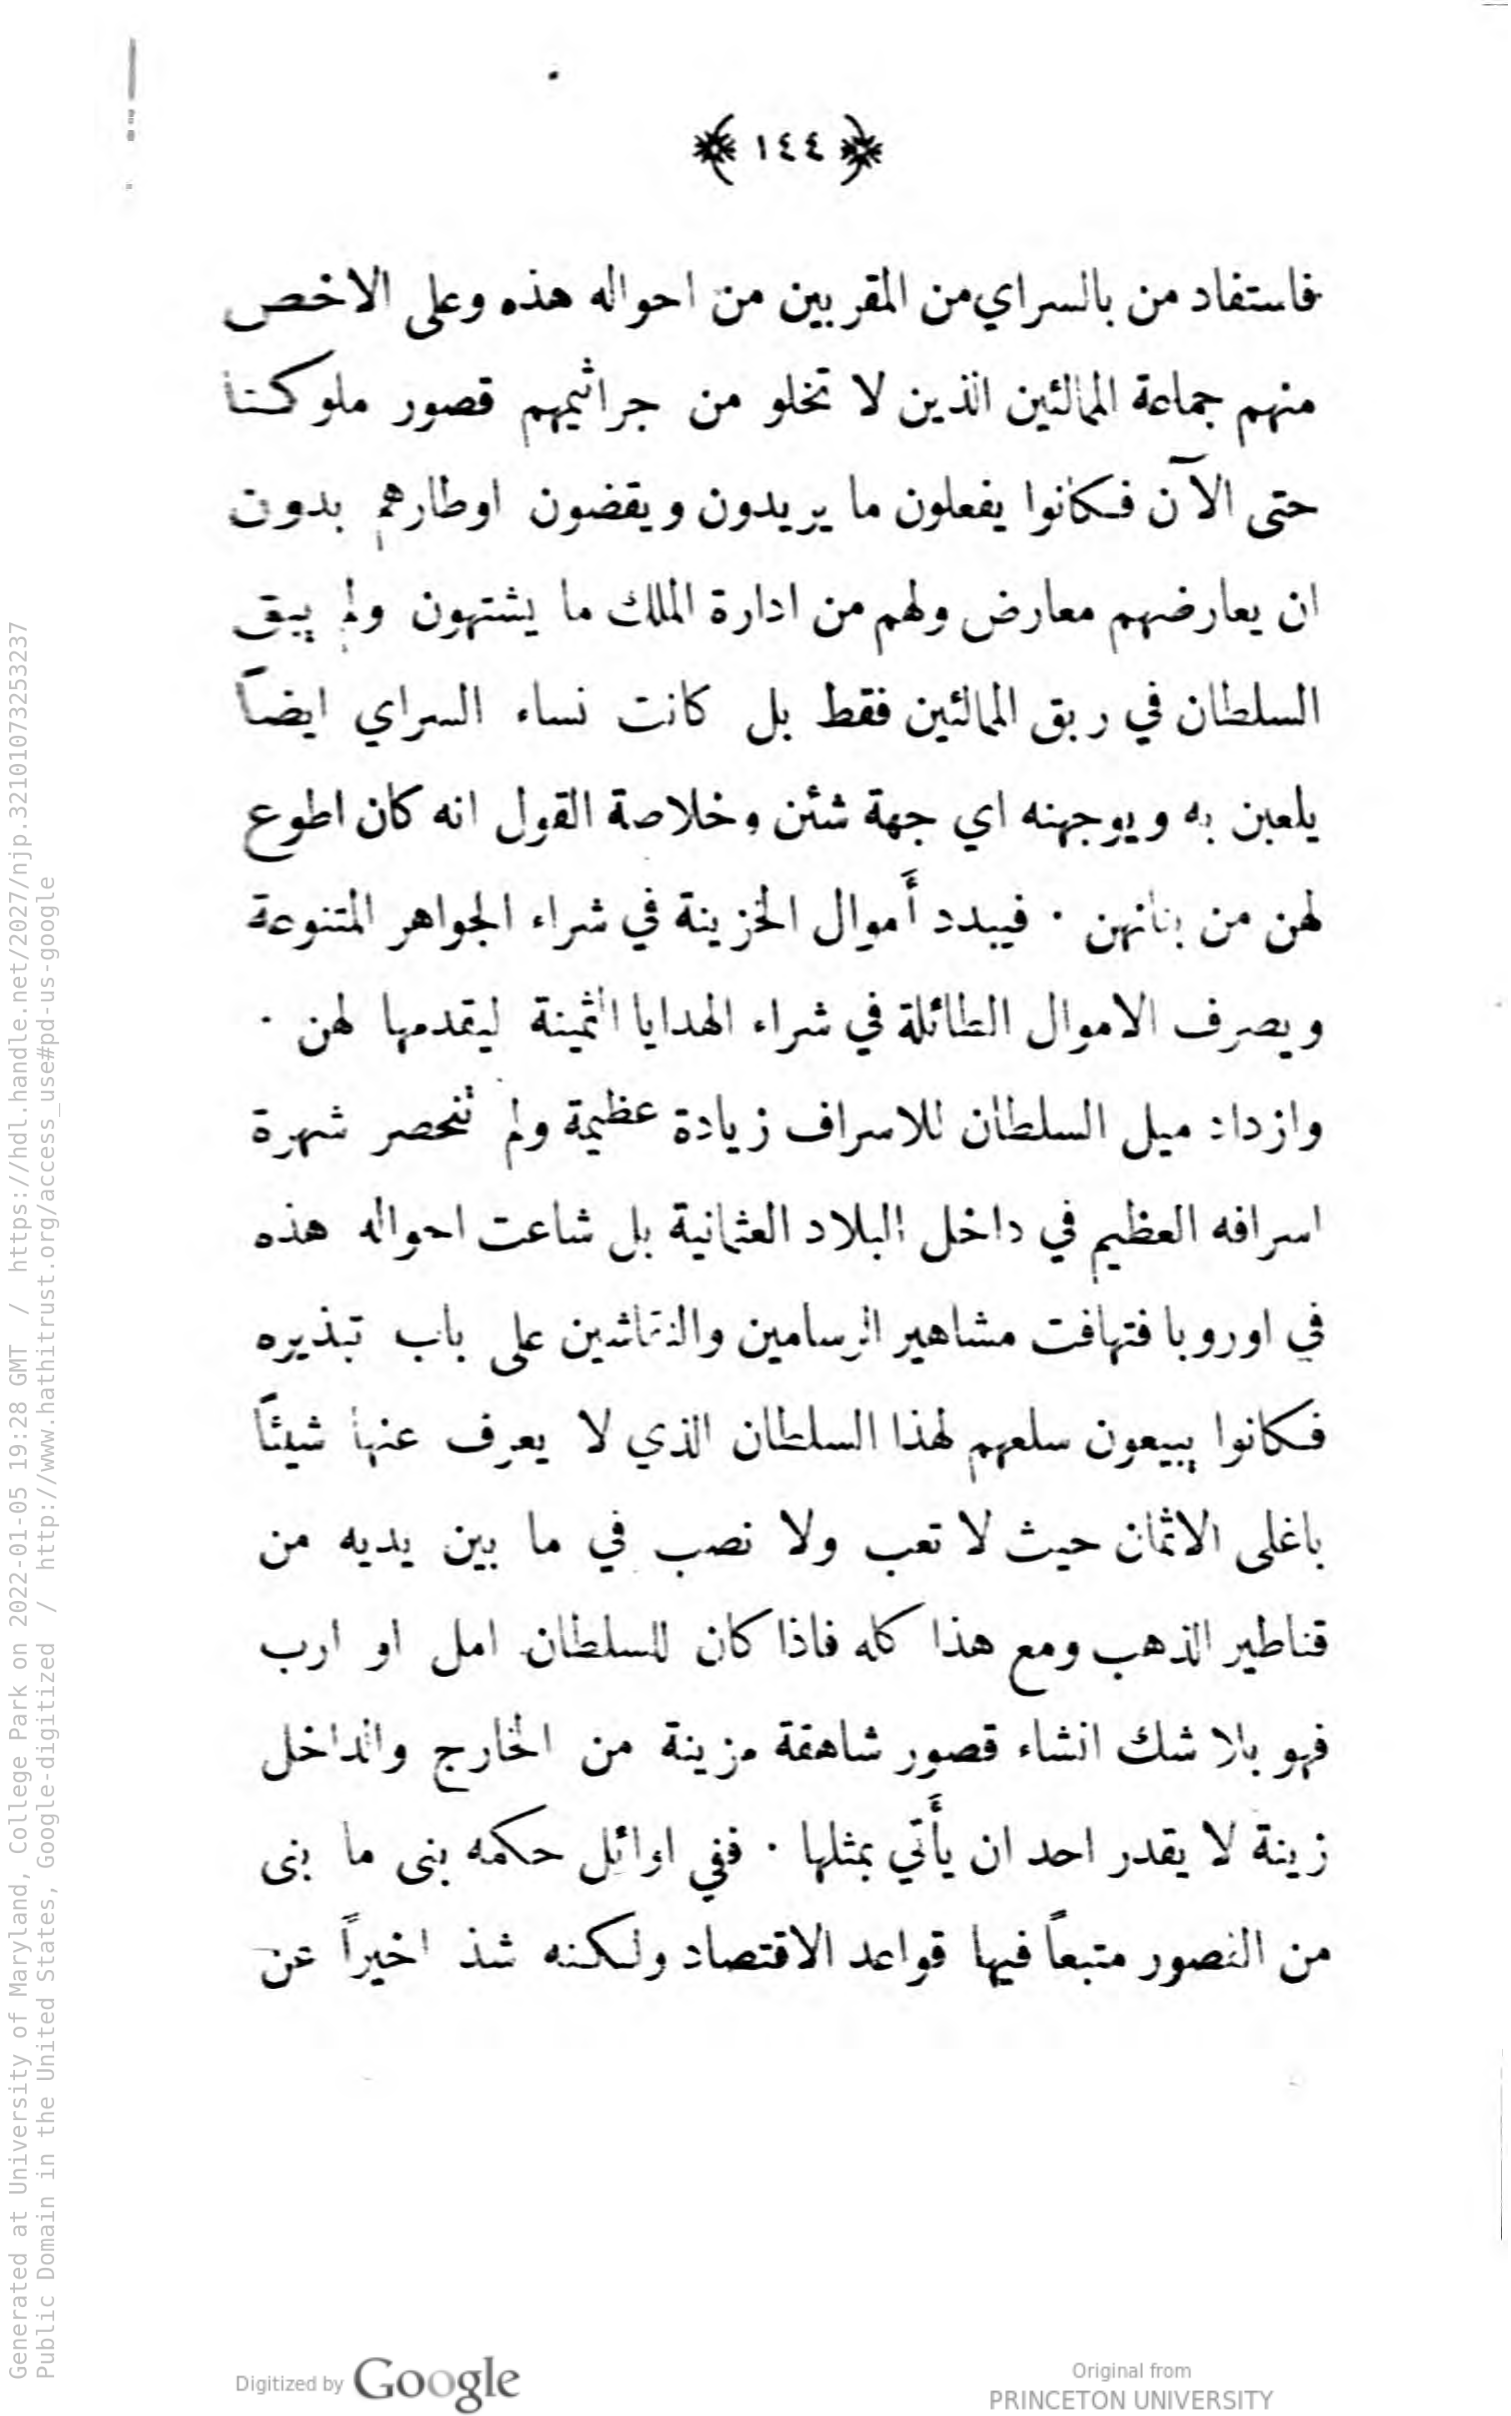 ﴿ ١٤٤ ﴾
فاستفاد من بالسراي من المقربين من احواله هذه وعلى الاخص
منهم جماعة المالئين الذين لا تخلو من جراثيمهم قصور ملوكنا
حتى الآن فكانوا يفعلون ما يريدون ويقضون اوطارهم بدون
ان يعارضهم معارض ولهم من ادارة الملك ما يشتهون ولم يبق
السلطان في ربق المالئين فقط بل كانت نساء السراي ايضاً
يلعبن به ويوجهنه اي جهة شئن وخلاصة القول انه كان اطوع
لهن من بنانهن · فيبدد أموال الخزينة في شراء الجواهر المتنوعة
ويصرف الاموال الطائلة في شراء الهدايا الثمينة ليقدمها لهن ·
وازداد ميل السلطان للاسراف زيادة عظيمة ولم تنحصر شهرة
اسرافه العظيم في داخل البلاد العثمانية بل شاعت احواله هذه
في اوروبا فتهافت مشاهير الرسامين والنقاشين على باب تبذيره
فكانوا يبيعون سلعهم لهذا السلطان الذي لا يعرف عنها شيئاً
باغلى الاثمان حيث لا تعب ولا نصب في ما بين يديه من
قناطير الذهب ومع هذا كله فاذا كان للسلطان امل او ارب
فهو بلا شك انشاء قصور شاهقة مزينة من الخارج والداخل
زينة لا يقدر احد ان يأتي بمثلها · ففي اوائل حكمه بنى ما بنى
من القصور متبعاً فيها قواعد الاقتصاد ولكنه شذ اخيراً عن
Generated at University of Maryland, College Park on 2022-01-05 19:28 GMT / https://hdl.handle.net/2027/njp.32101073253237
Public Domain in the United States, Google-digitized / http://www.hathitrust.org/access_use#pd-us-google
Digitized by Google
Original from
PRINCETON UNIVERSITY